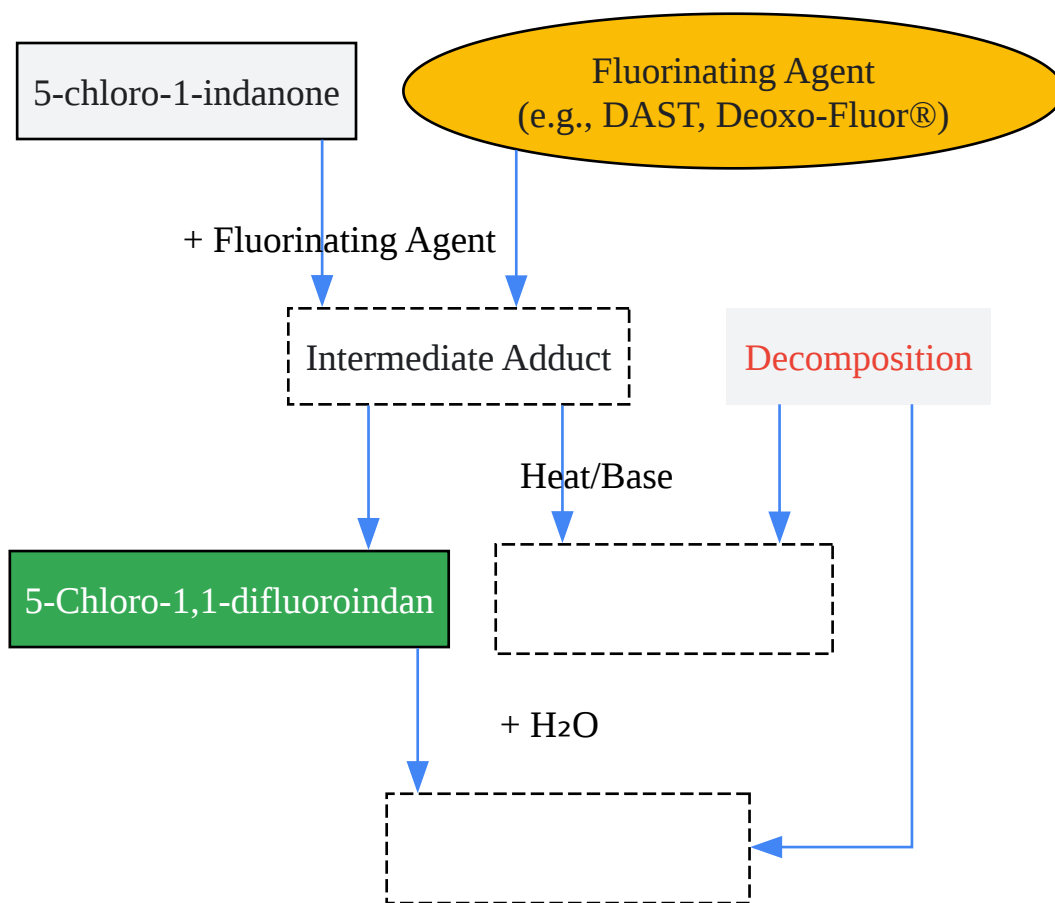 5-chloro-1-indanone
Fluorinating Agent
(e.g., DAST, Deoxo-Fluor®)
+ Fluorinating Agent
Intermediate Adduct
Decomposition
Heat/Base
5-Chloro-1,1-difluoroindan
+ H₂O